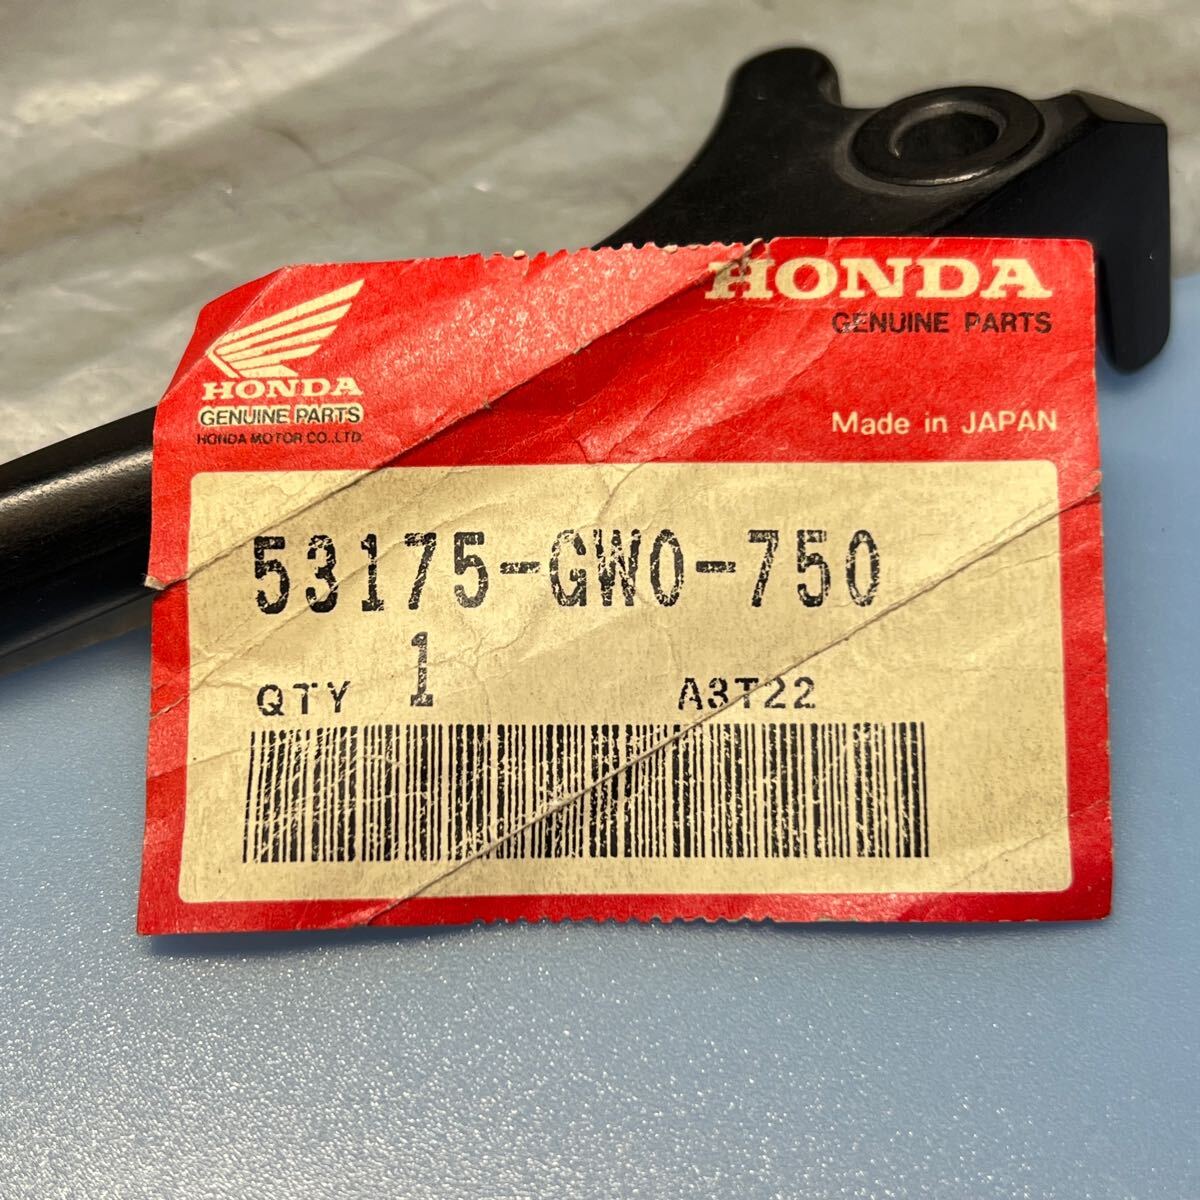 HONDA
GENUINE PARTS
HONDA
GENUINE PARTS
HONDA MOTOR CO.,LTD.
Made in JAPAN
53175-GW0-750
QTY 1 A3T22